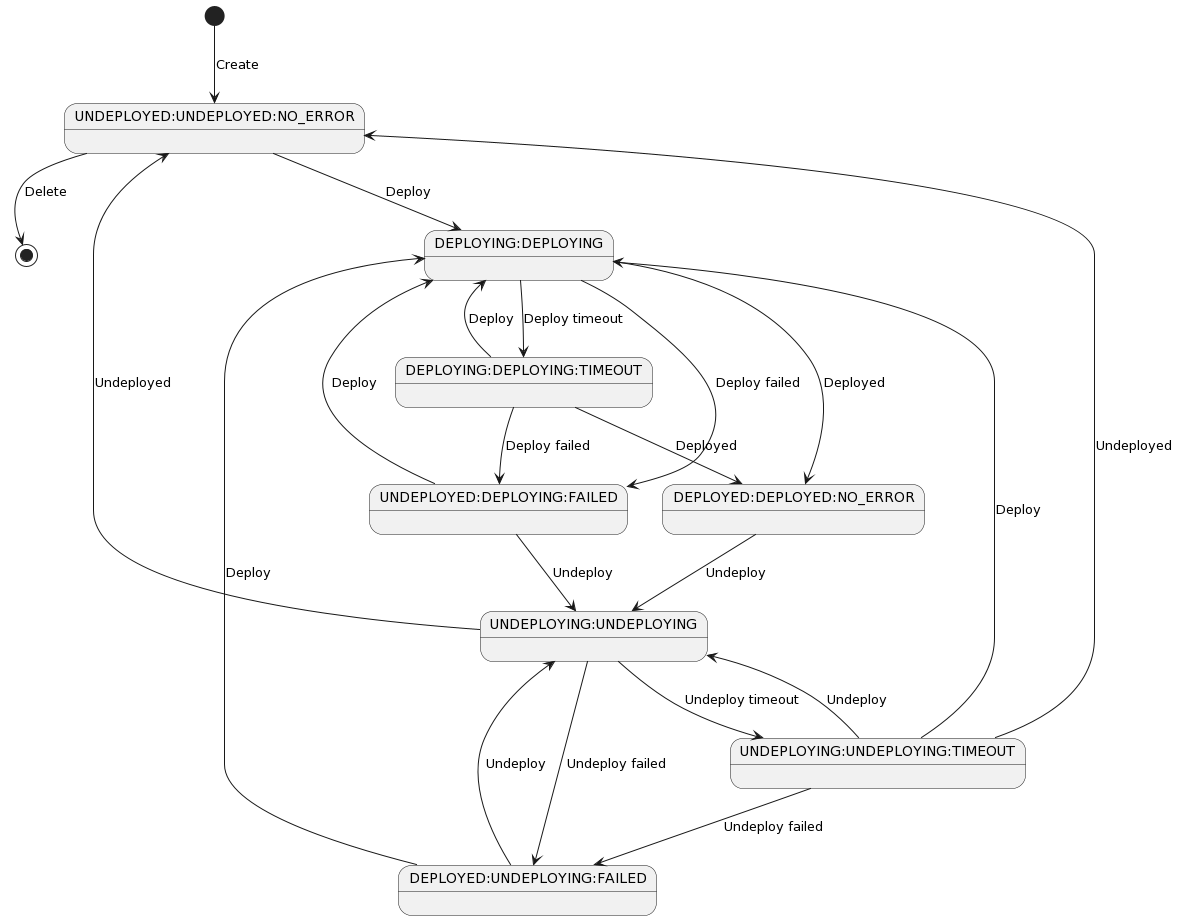 Create
UNDEPLOYED:UNDEPLOYED:NO_ERROR
Delete
Deploy
DEPLOYING:DEPLOYING
Deploy
Deploy timeout
DEPLOYING:DEPLOYING:TIMEOUT
Undeployed
Deploy
Deploy failed
Deployed
Deploy failed
Deployed
Undeployed
UNDEPLOYED:DEPLOYING:FAILED
DEPLOYED:DEPLOYED:NO_ERROR
Deploy
Deploy
Undeploy
Undeploy
UNDEPLOYING:UNDEPLOYING
Undeploy timeout
Undeploy
UNDEPLOYING:UNDEPLOYING:TIMEOUT
Undeploy
Undeploy failed
Undeploy failed
DEPLOYED:UNDEPLOYING:FAILED